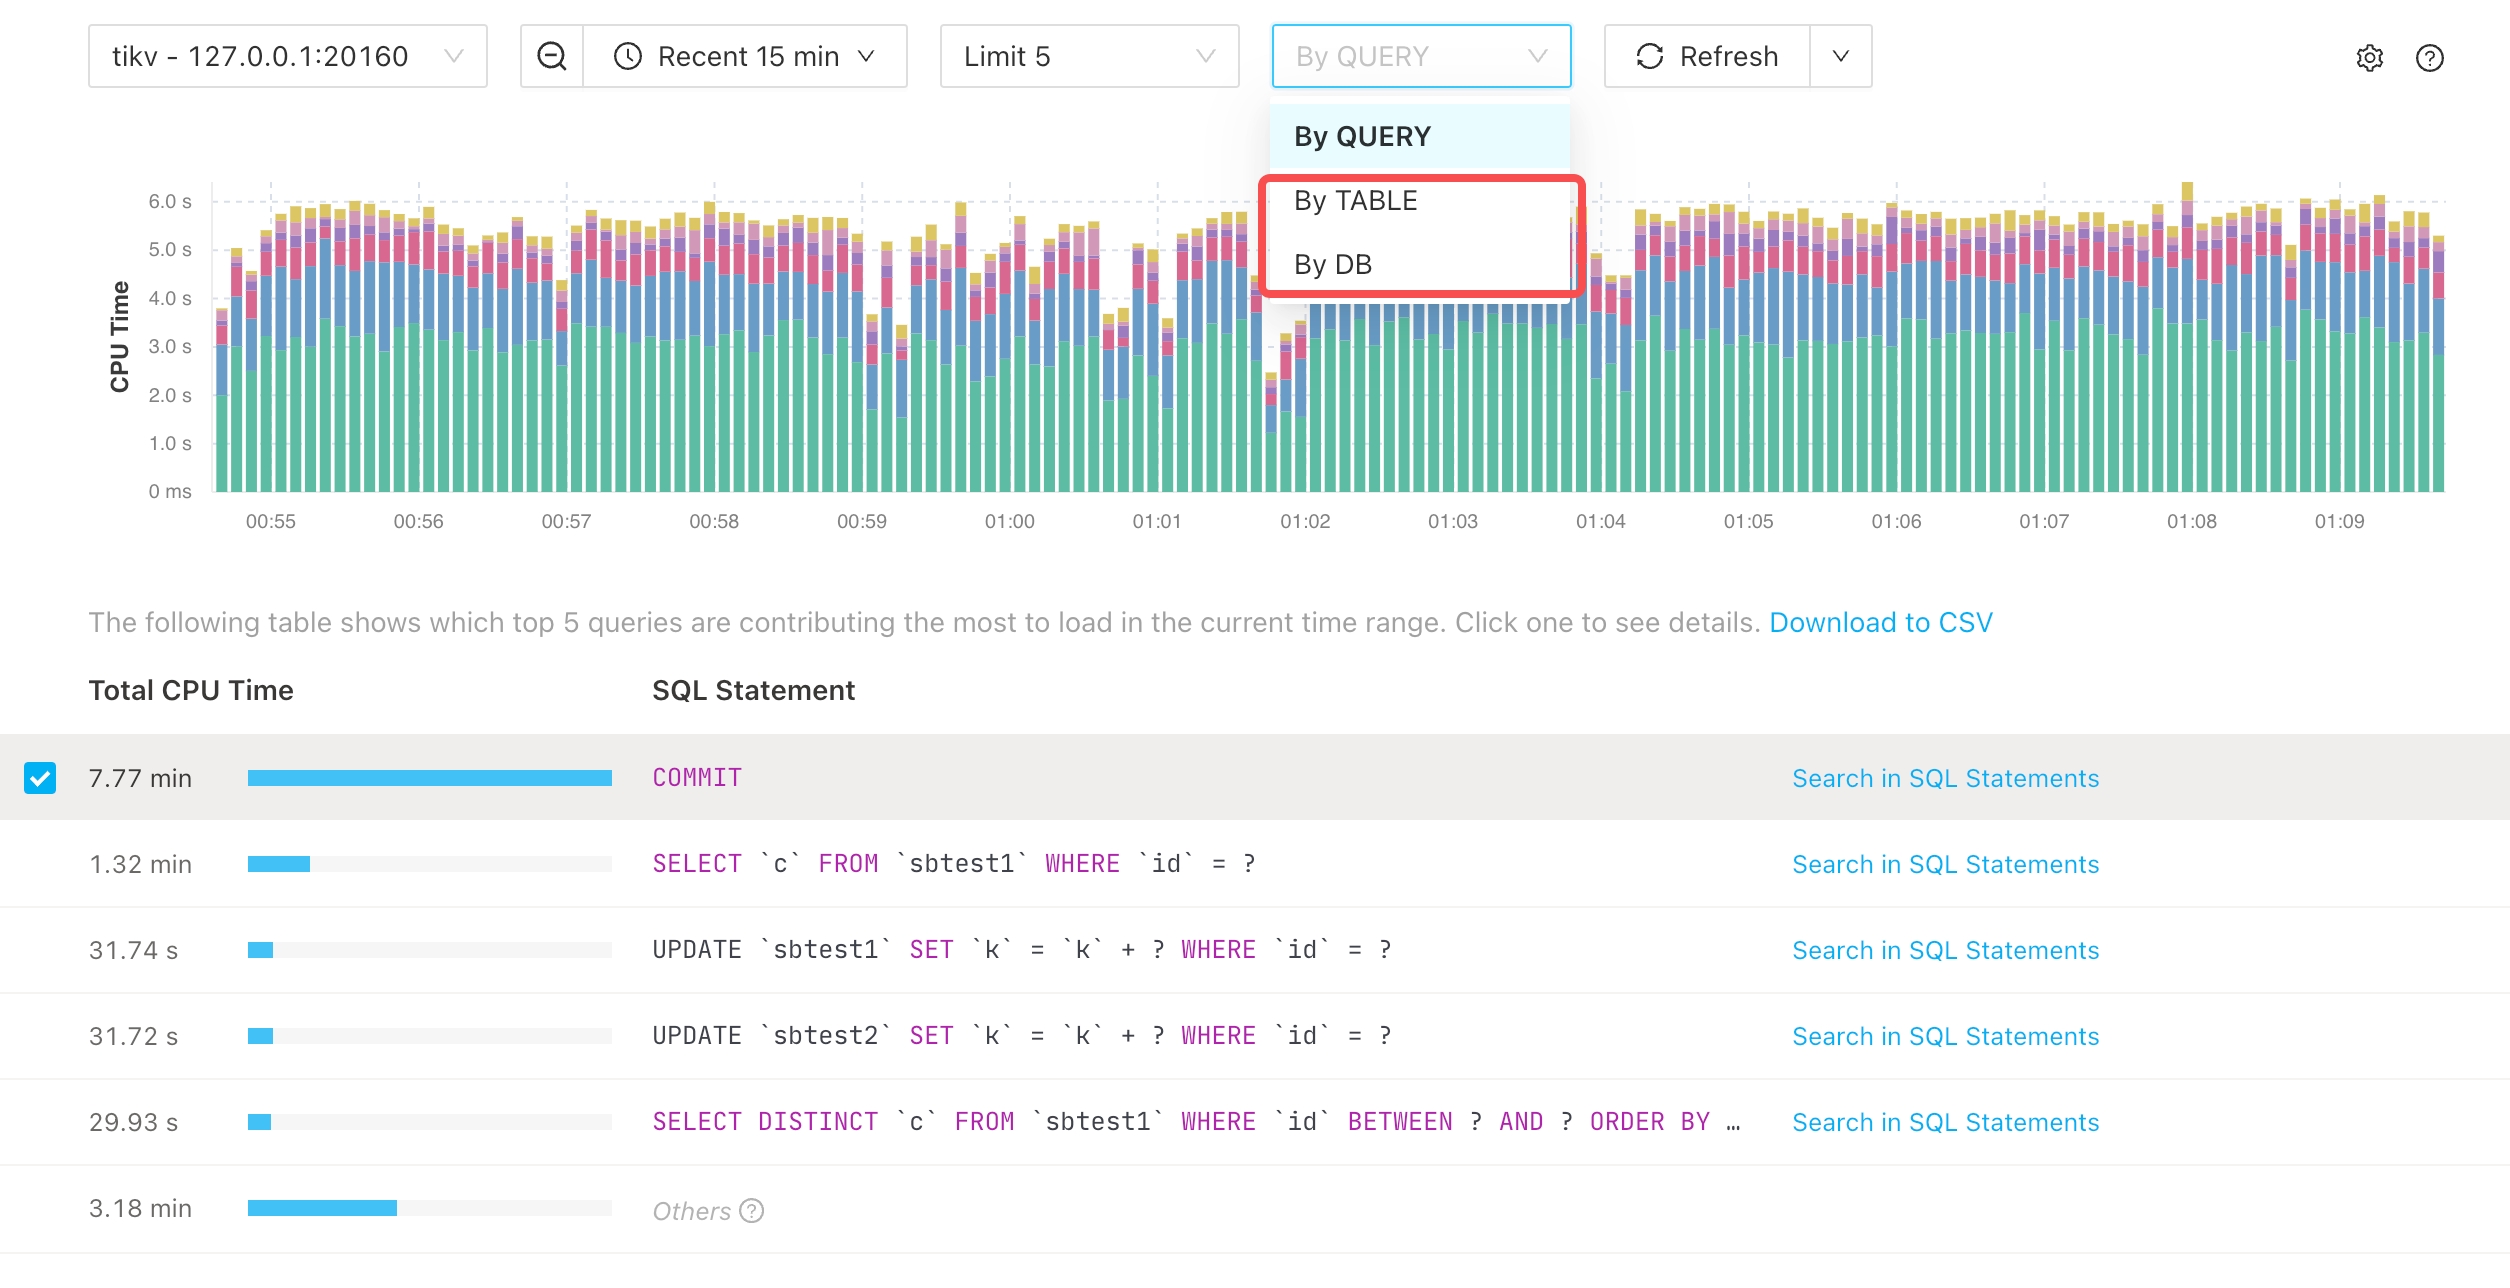 tikv - 127.0.0.1:20160 Recent 15 min Limit 5 By QUERY Refresh
By QUERY
By TABLE
By DB
CPU Time
6.0 s
5.0 s
4.0 s
3.0 s
2.0 s
1.0 s
0 ms
00:55 00:56 00:57 00:58 00:59 01:00 01:01 01:02 01:03 01:04 01:05 01:06 01:07 01:08 01:09
The following table shows which top 5 queries are contributing the most to load in the current time range. Click one to see details. Download to CSV
Total CPU Time SQL Statement
7.77 min COMMIT Search in SQL Statements
1.32 min SELECT `c` FROM `sbtest1` WHERE `id` = ? Search in SQL Statements
31.74 s UPDATE `sbtest1` SET `k` = `k` + ? WHERE `id` = ? Search in SQL Statements
31.72 s UPDATE `sbtest2` SET `k` = `k` + ? WHERE `id` = ? Search in SQL Statements
29.93 s SELECT DISTINCT `c` FROM `sbtest1` WHERE `id` BETWEEN ? AND ? ORDER BY … Search in SQL Statements
3.18 min Others